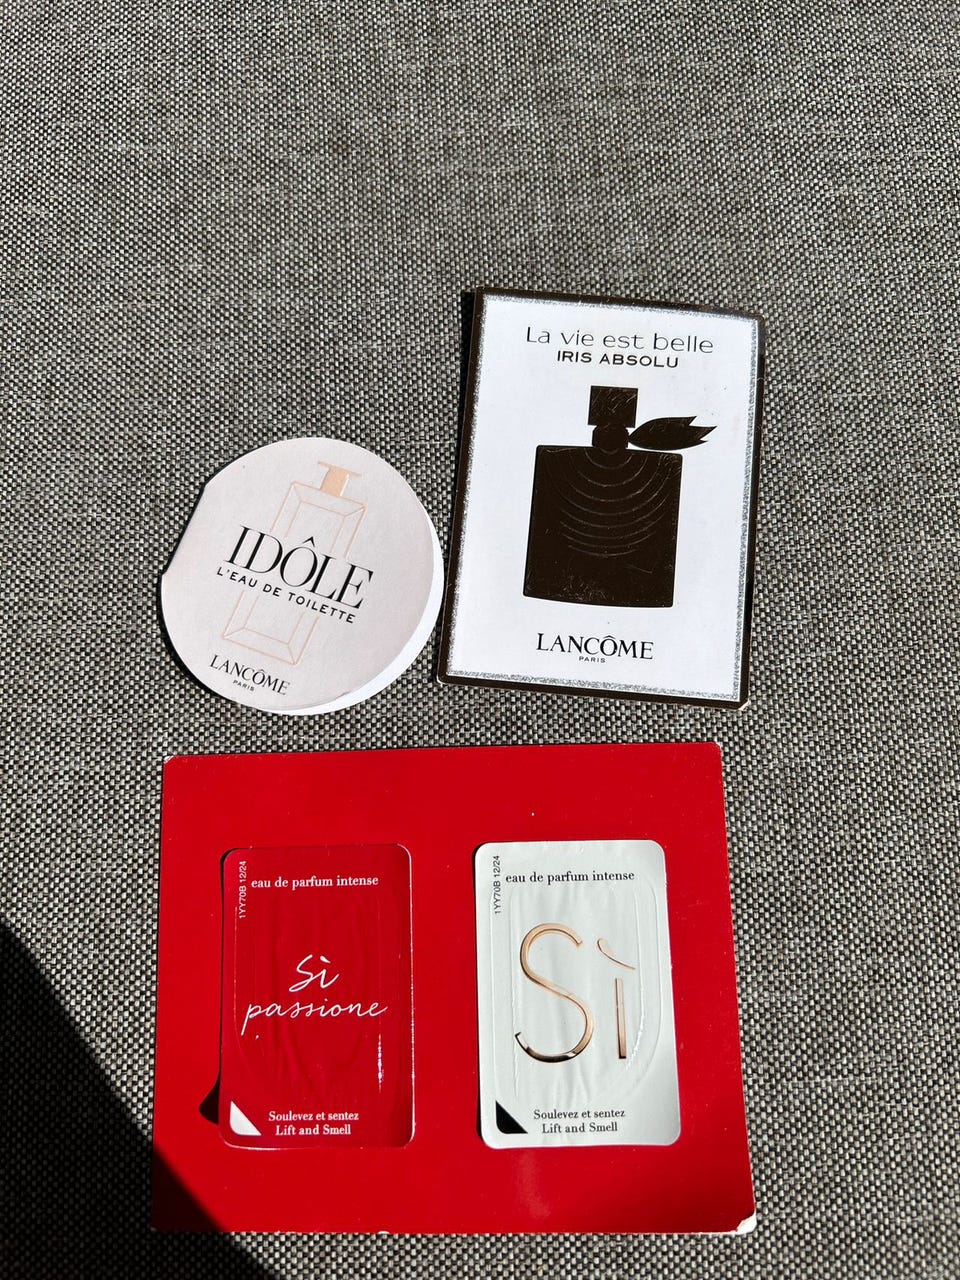 La vie est belle
IRIS ABSOLU
LANCÔME
PARIS
IDÔLE
L'EAU DE TOILETTE
LANCÔME
PARIS
1YY70B 12/24
eau de parfum intense
Sì
passione
Soulevez et sentez
Lift and Smell
1YY70B 12/24
eau de parfum intense
Sì
Soulevez et sentez
Lift and Smell